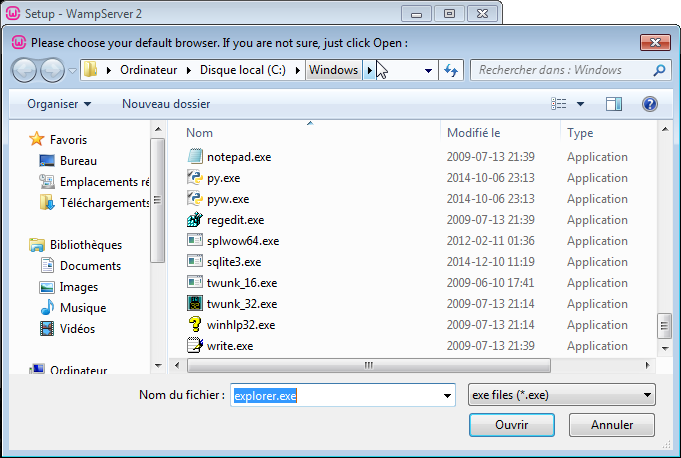 Setup - WampServer 2
Please choose your default browser. If you are not sure, just click Open :
Ordinateur Disque local (C:) Windows Rechercher dans : Windows
Organiser Nouveau dossier
Nom Modifié le Type
Favoris
Bureau
Emplacements ré
Téléchargements
Bibliothèques
Documents
Images
Musique
Vidéos
Ordinateur
notepad.exe 2009-07-13 21:39 Application
py.exe 2014-10-06 23:13 Application
pyw.exe 2014-10-06 23:13 Application
regedit.exe 2009-07-13 21:39 Application
splwow64.exe 2012-02-11 01:36 Application
sqlite3.exe 2014-12-10 11:19 Application
twunk_16.exe 2009-06-10 17:41 Application
twunk_32.exe 2009-07-13 21:14 Application
winhlp32.exe 2009-07-13 21:14 Application
write.exe 2009-07-13 21:39 Application
Nom du fichier : explorer.exe exe files (*.exe)
Ouvrir Annuler